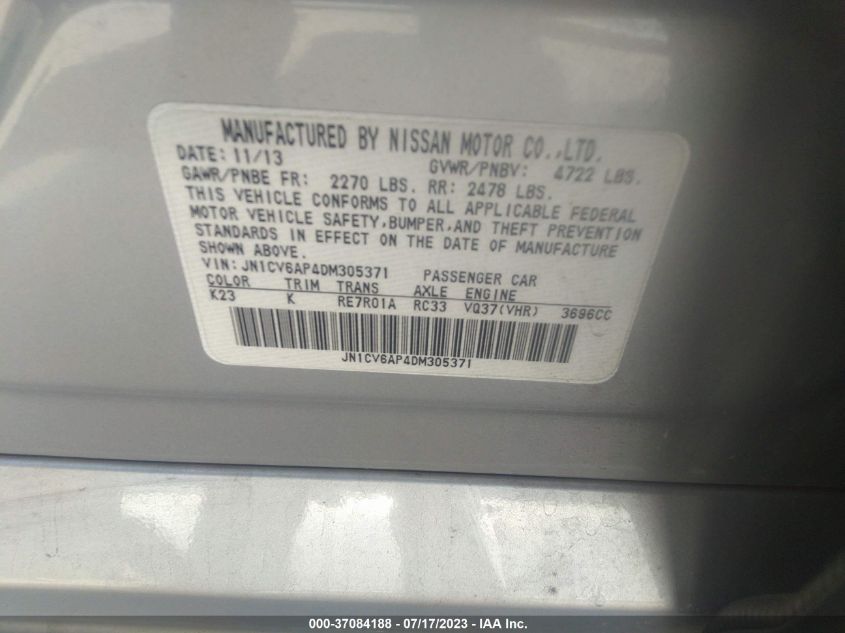 MANUFACTURED BY NISSAN MOTOR CO.,LTD.
DATE: 11/13 GVWR/PNBV: 4722 LBS.
GAWR/PNBE FR: 2270 LBS. RR: 2478 LBS.
THIS VEHICLE CONFORMS TO ALL APPLICABLE FEDERAL
MOTOR VEHICLE SAFETY,BUMPER,AND THEFT PREVENTION
STANDARDS IN EFFECT ON THE DATE OF MANUFACTURE
SHOWN ABOVE.
VIN:JN1CV6AP4DM305371 PASSENGER CAR
COLOR TRIM TRANS AXLE ENGINE
K23 K RE7R01A RC33 VQ37(VHR) 3696CC
JN1CV6AP4DM305371
000-37084188 - 07/17/2023 - IAA Inc.